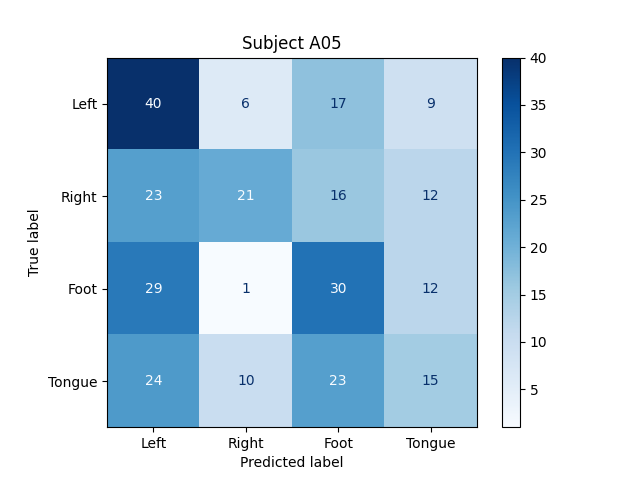 Subject A05
Left 40 6 17 9
Right 23 21 16 12
Foot 29 1 30 12
Tongue 24 10 23 15
Left Right Foot Tongue
Predicted label
True label
40
35
30
25
20
15
10
5